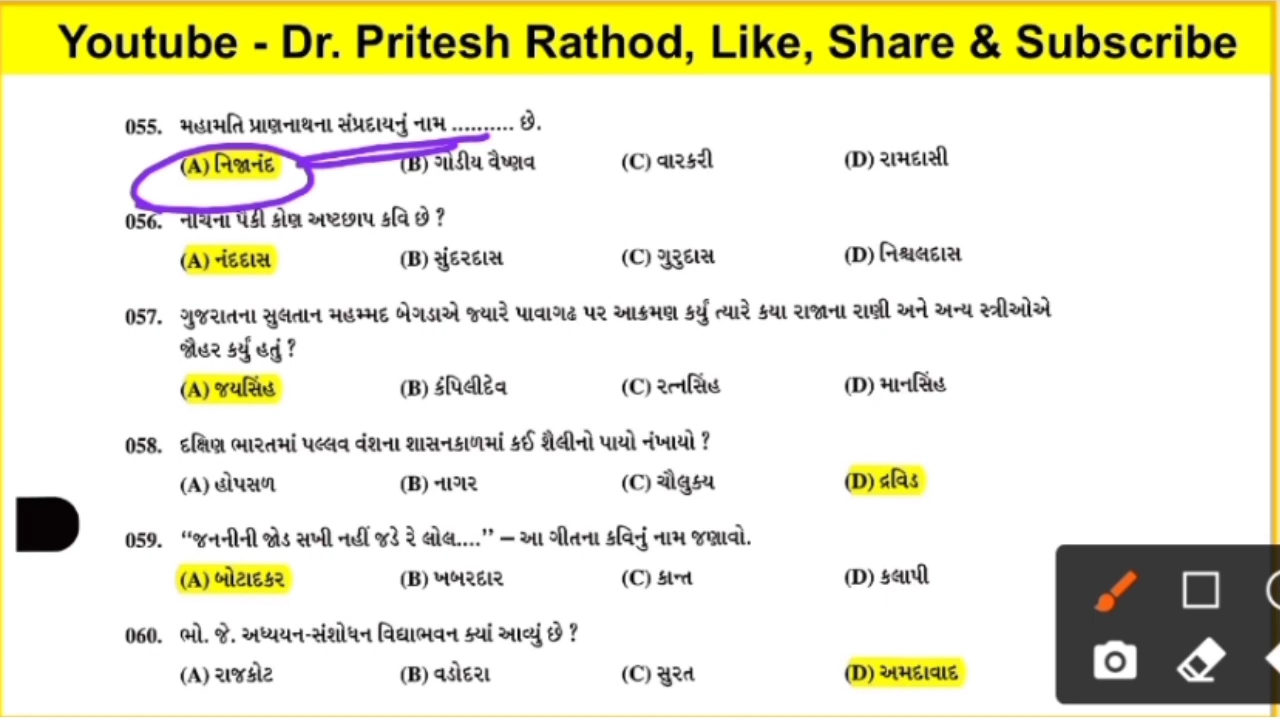 Youtube - Dr. Pritesh Rathod, Like, Share & Subscribe
055. મહામતિ પ્રાણનાથના સંપ્રદાયનું નામ .......... છે.
(A) નિજાનંદ (B) ગૌડીય વૈષ્ણવ (C) વારકરી (D) રામદાસી
056. નીચેના પૈકી કોણ અષ્ટછાપ કવિ છે ?
(A) નંદદાસ (B) સુંદરદાસ (C) ગુરુદાસ (D) નિશ્ચલદાસ
057. ગુજરાતના સુલતાન મહમ્મદ બેગડાએ જ્યારે પાવાગઢ પર આક્રમણ કર્યું ત્યારે કયા રાજાના રાણી અને અન્ય સ્ત્રીઓએ
જૌહર કર્યું હતું ?
(A) જયસિંહ (B) કંપિલીદેવ (C) રત્નસિંહ (D) માનસિંહ
058. દક્ષિણ ભારતમાં પલ્લવ વંશના શાસનકાળમાં કઈ શૈલીનો પાયો નંખાયો ?
(A) હોપસળ (B) નાગર (C) ચૌલુક્ય (D) દ્રવિડ
059. “જનનીની જોડ સખી નહીં જડે રે લોલ....” – આ ગીતના કવિનું નામ જણાવો.
(A) બોટાદકર (B) ખબરદાર (C) કાન્ત (D) કલાપી
060. ભો. જે. અધ્યયન-સંશોધન વિદ્યાભવન ક્યાં આવ્યું છે ?
(A) રાજકોટ (B) વડોદરા (C) સુરત (D) અમદાવાદ